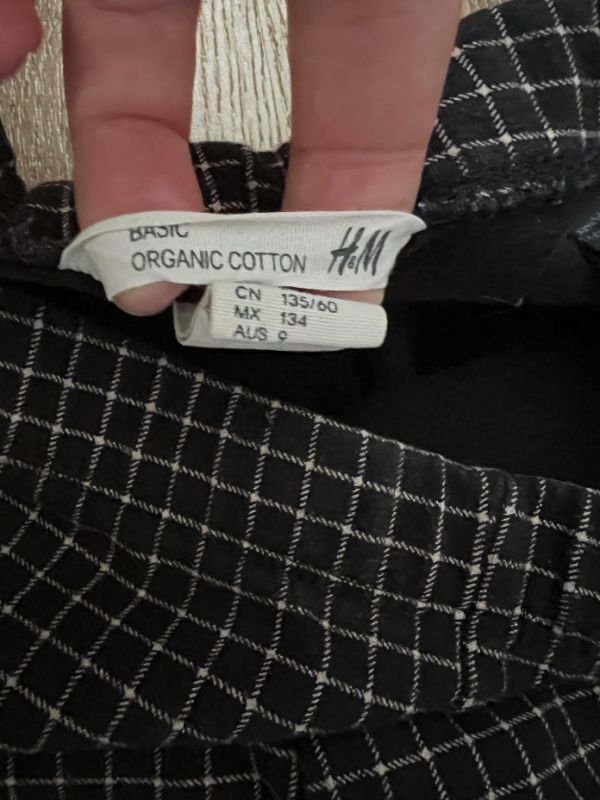 BASIC
ORGANIC COTTON H&M
CN 135/60
MX 134
AUS 9